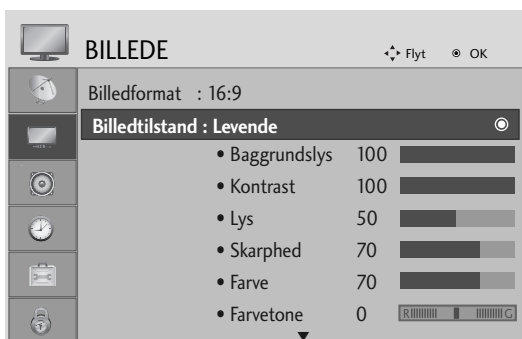 BILLEDE Flyt OK
Billedformat : 16:9
Billedtilstand : Levende
• Baggrundslys 100
• Kontrast 100
• Lys 50
• Skarphed 70
• Farve 70
• Farvetone 0 R G